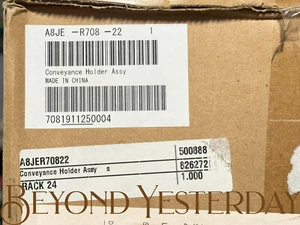 A8JE -R708 -22 1
Conveyance Holder Assy
MADE IN CHINA
7081911250004
A8JER70822 500888
Conveyance Holder Assy s 826272
RACK 24 1.000
BEYOND YESTERDAY